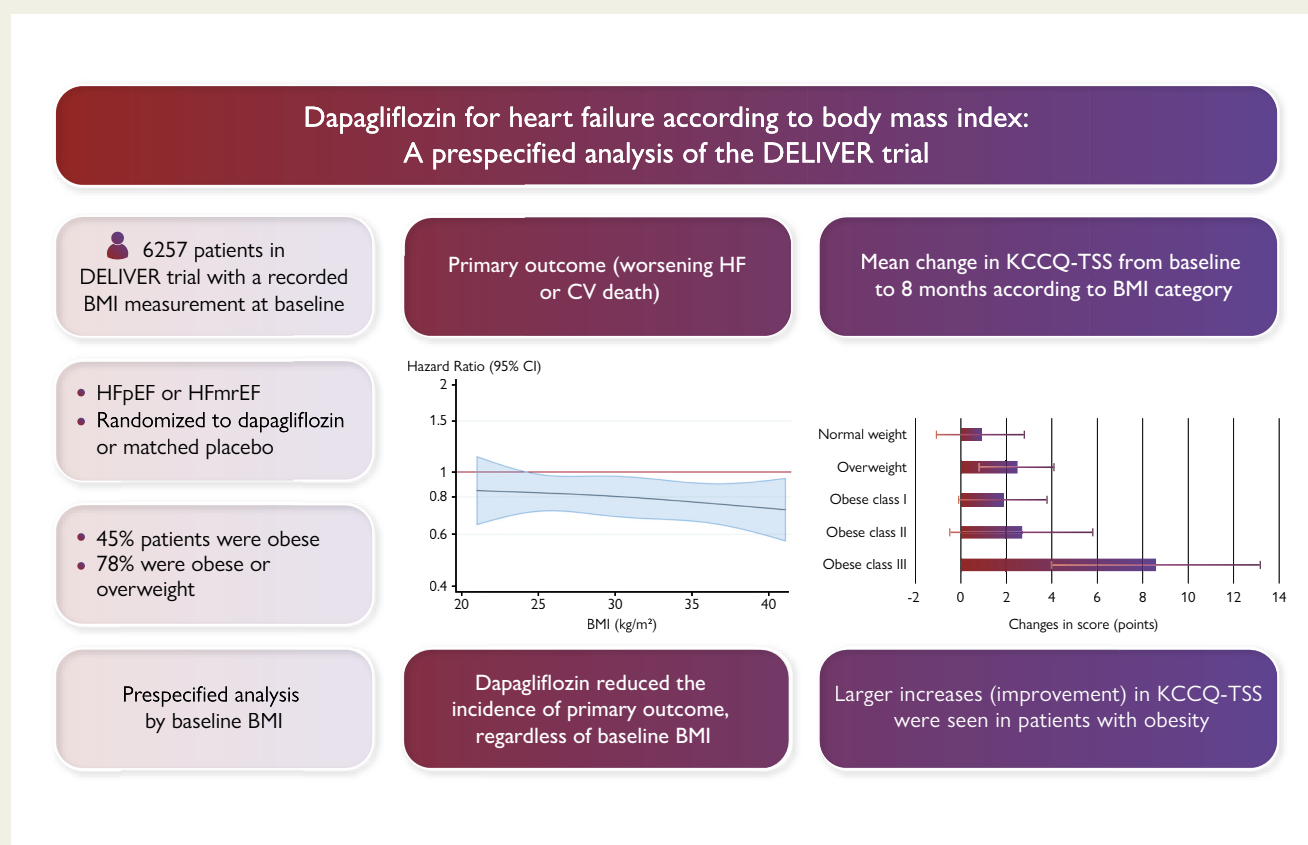 Dapagliflozin for heart failure according to body mass index:
A prespecified analysis of the DELIVER trial
6257 patients in
DELIVER trial with a recorded
BMI measurement at baseline
• HFpEF or HFmrEF
• Randomized to dapagliflozin
or matched placebo
• 45% patients were obese
• 78% were obese or
overweight
Prespecified analysis
by baseline BMI
Primary outcome (worsening HF
or CV death)
Hazard Ratio (95% CI)
2
1.5
1
0.8
0.6
0.4
20 25 30 35 40
BMI (kg/m²)
Dapagliflozin reduced the
incidence of primary outcome,
regardless of baseline BMI
Mean change in KCCQ-TSS from baseline
to 8 months according to BMI category
Normal weight
Overweight
Obese class I
Obese class II
Obese class III
-2 0 2 4 6 8 10 12 14
Changes in score (points)
Larger increases (improvement) in KCCQ-TSS
were seen in patients with obesity